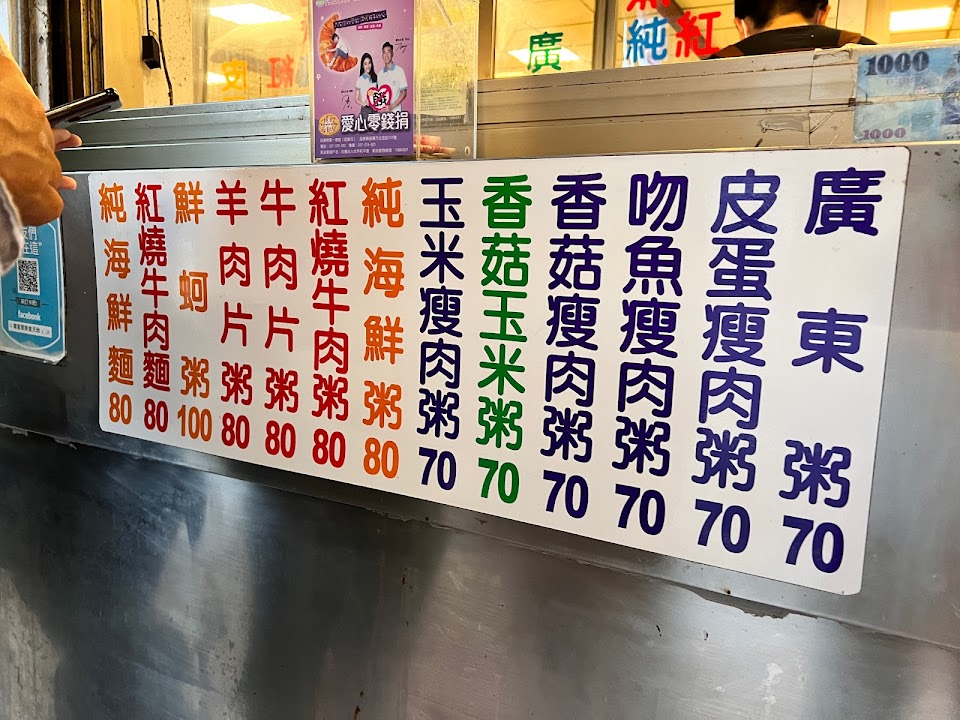 廣東粥70
皮蛋瘦肉粥70
吻魚瘦肉粥70
香菇瘦肉粥70
香菇玉米粥70
玉米瘦肉粥70
純海鮮粥80
紅燒牛肉粥80
牛肉片粥80
羊肉片粥80
鮮蚵粥100
紅燒牛肉麵80
純海鮮麵80
愛心零錢捐
餓
廣
純紅
皮
紅
1000
1000
facebook